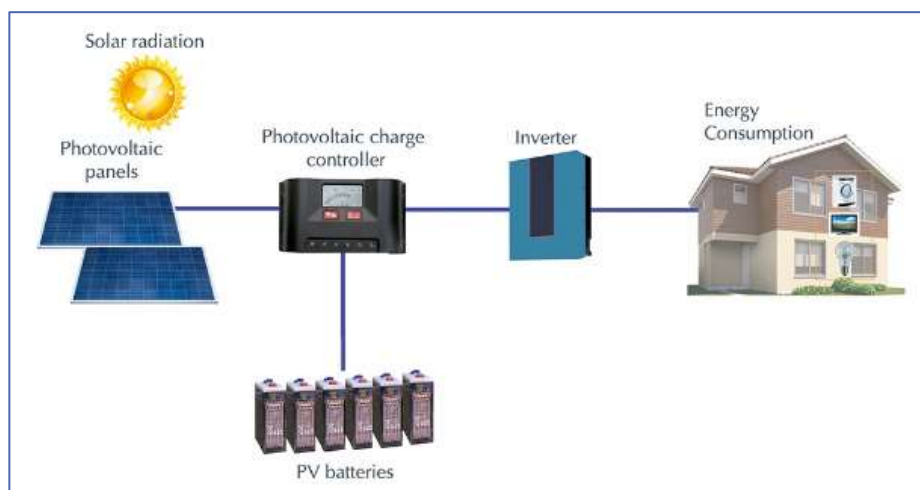 Solar radiation
Photovoltaic
panels
Photovoltaic charge
controller
Inverter
Energy
Consumption
PV batteries